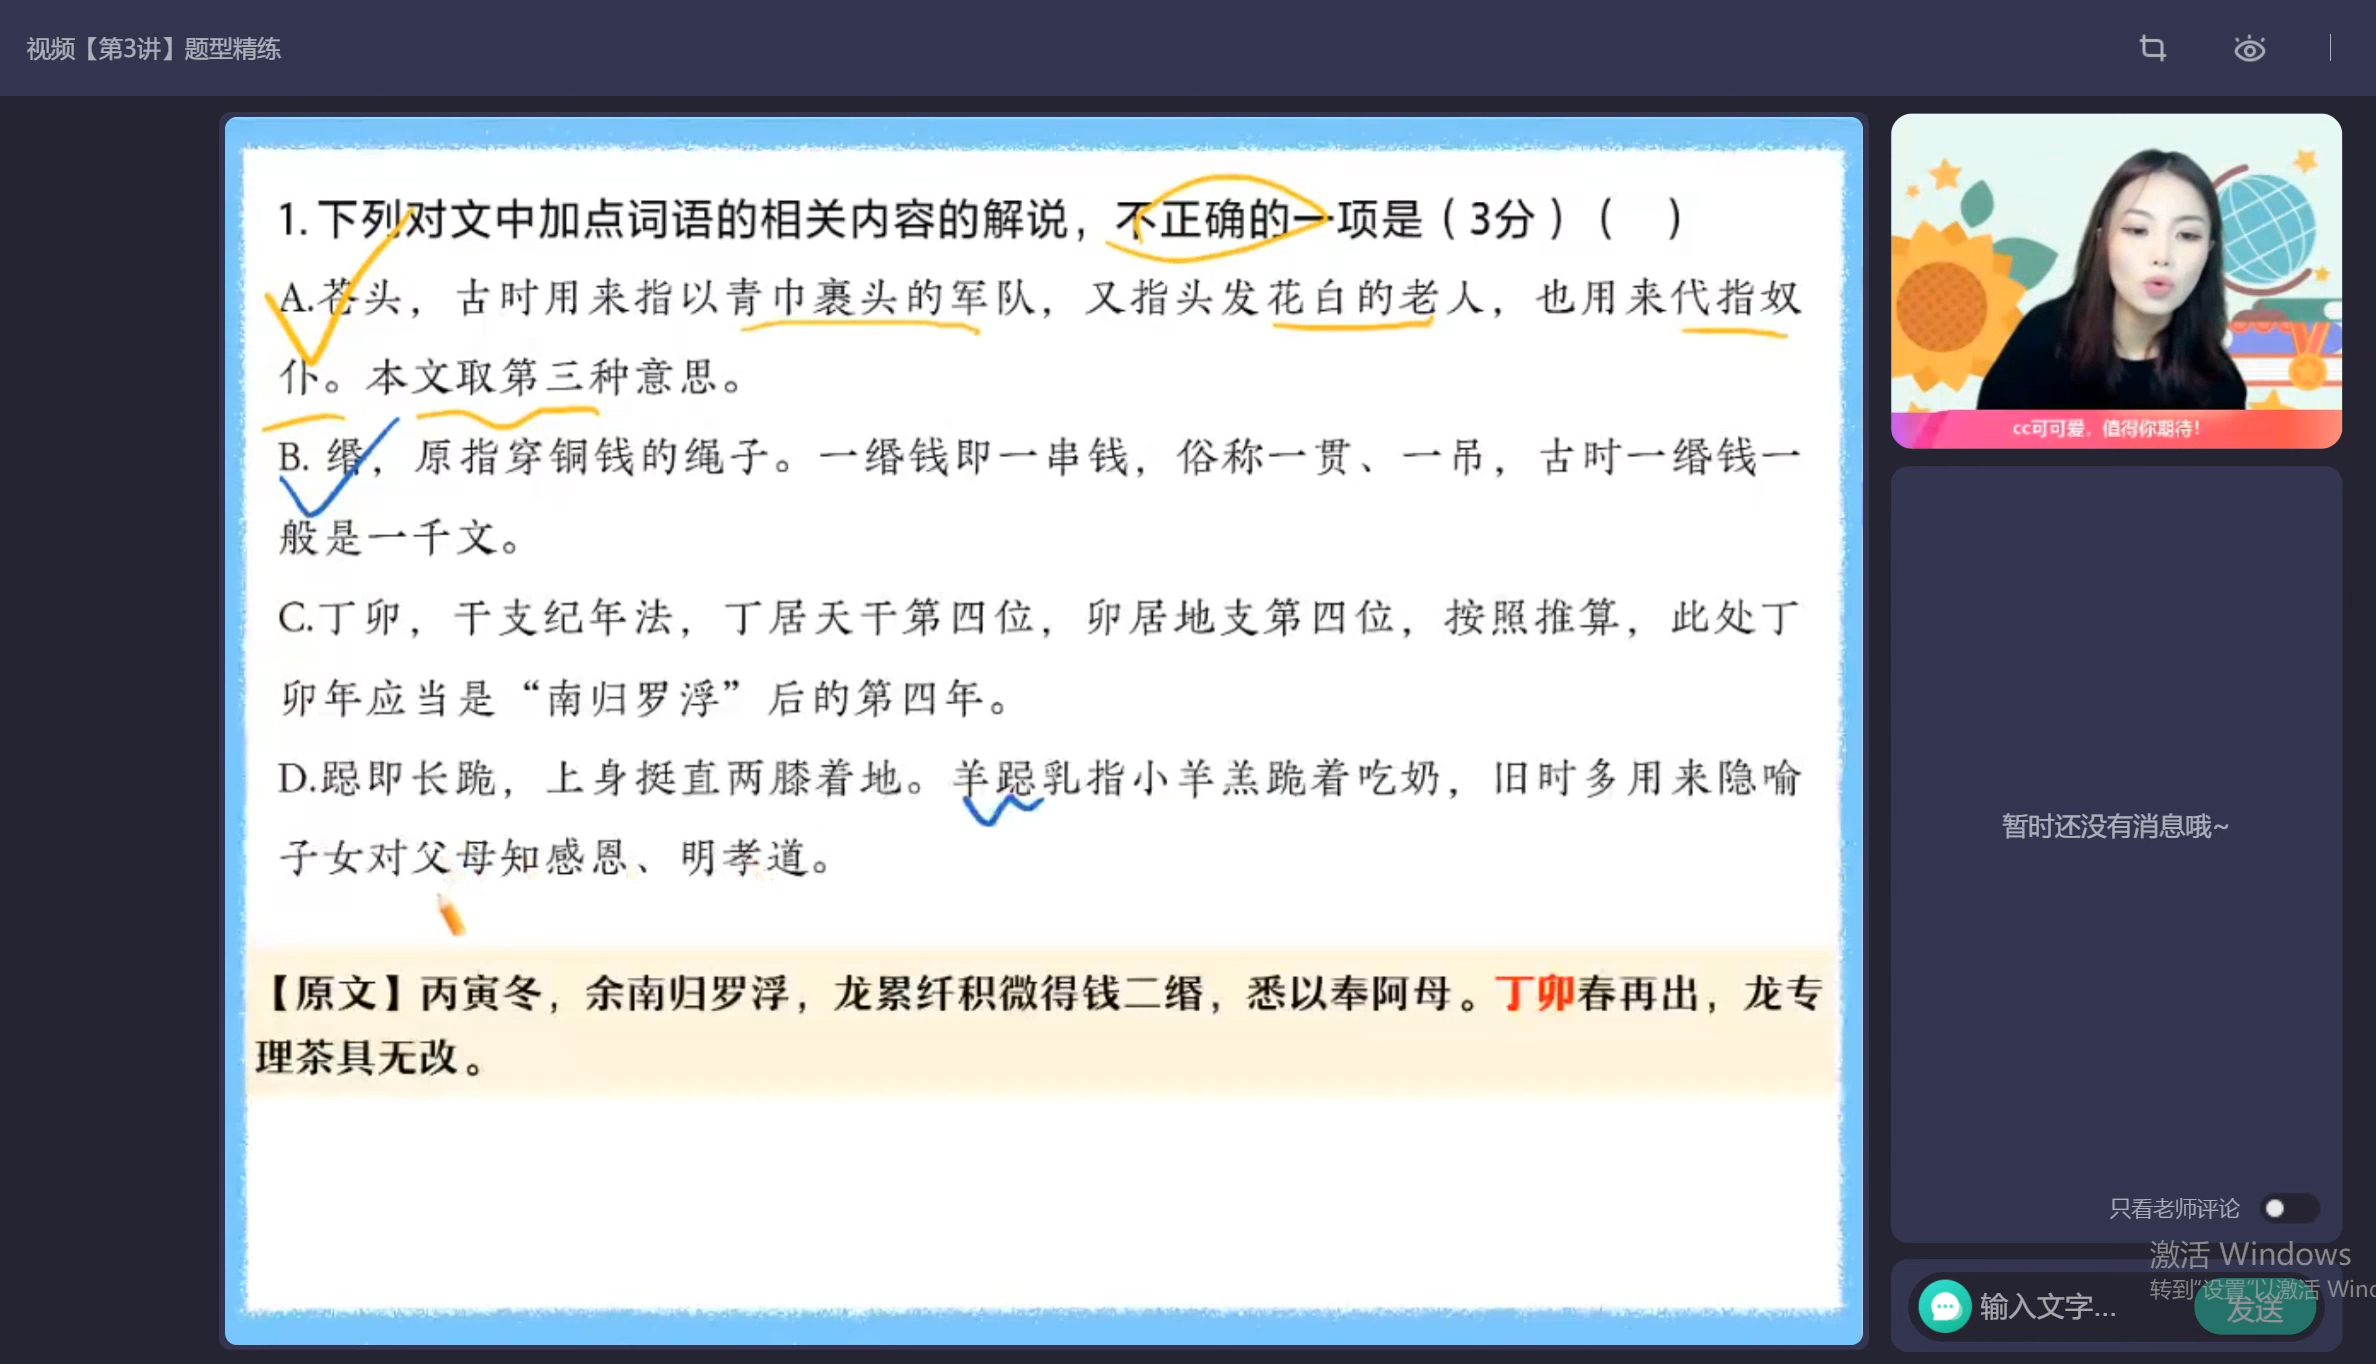 视频【第3讲】题型精练
1.下列对文中加点词语的相关内容的解说，不正确的一项是（3分）（ ）
A.苍头，古时用来指以青巾裹头的军队，又指头发花白的老人，也用来代指奴
仆。本文取第三种意思。
B. 缗，原指穿铜钱的绳子。一缗钱即一串钱，俗称一贯、一吊，古时一缗钱一
般是一千文。
C.丁卯，干支纪年法，丁居天干第四位，卯居地支第四位，按照推算，此处丁
卯年应当是“南归罗浮”后的第四年。
D.跽即长跪，上身挺直两膝着地。羊跽乳指小羊羔跪着吃奶，旧时多用来隐喻
子女对父母知感恩、明孝道。
【原文】丙寅冬，余南归罗浮，龙累纤积微得钱二缗，悉以奉阿母。丁卯春再出，龙专
理茶具无改。
cc可可爱，值得你期待！
暂时还没有消息哦~
只看老师评论
激活 Windows
转到“设置”以激活 Winc
输入文字...
发送